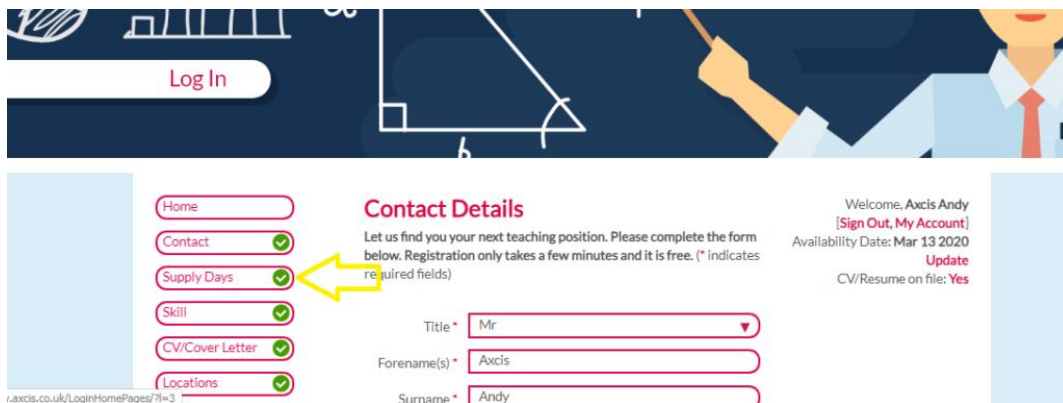 b
Log In
Home
Contact
Supply Days
Skill
CV/Cover Letter
Locations
Contact Details
Let us find you your next teaching position. Please complete the form
below. Registration only takes a few minutes and it is free. (* indicates
required fields)
Title *
Mr
Forename(s) *
Axcis
Surname *
Andy
Welcome, Axcis Andy
[Sign Out, My Account]
Availability Date: Mar 13 2020
Update
CV/Resume on file: Yes
.axcis.co.uk/LoginHomePages/?l=3